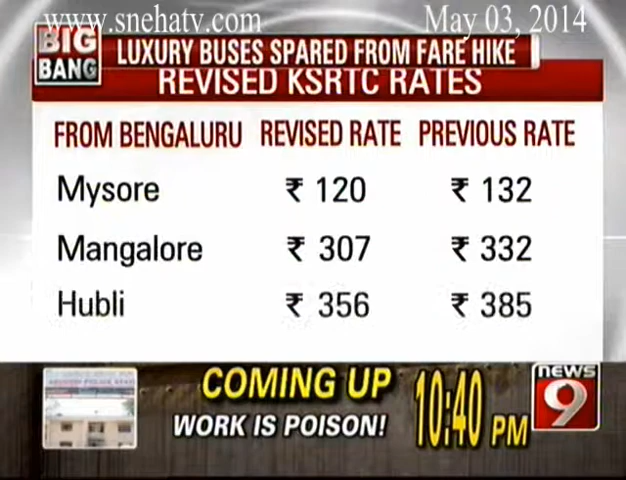 www.snehatv.com
May 03, 2014
BIG
BANG
LUXURY BUSES SPARED FROM FARE HIKE
REVISED KSRTC RATES
FROM BENGALURU REVISED RATE PREVIOUS RATE
Mysore ₹ 120 ₹ 132
Mangalore ₹ 307 ₹ 332
Hubli ₹ 356 ₹ 385
COMING UP
WORK IS POISON!
10:40 PM
NEWS
9